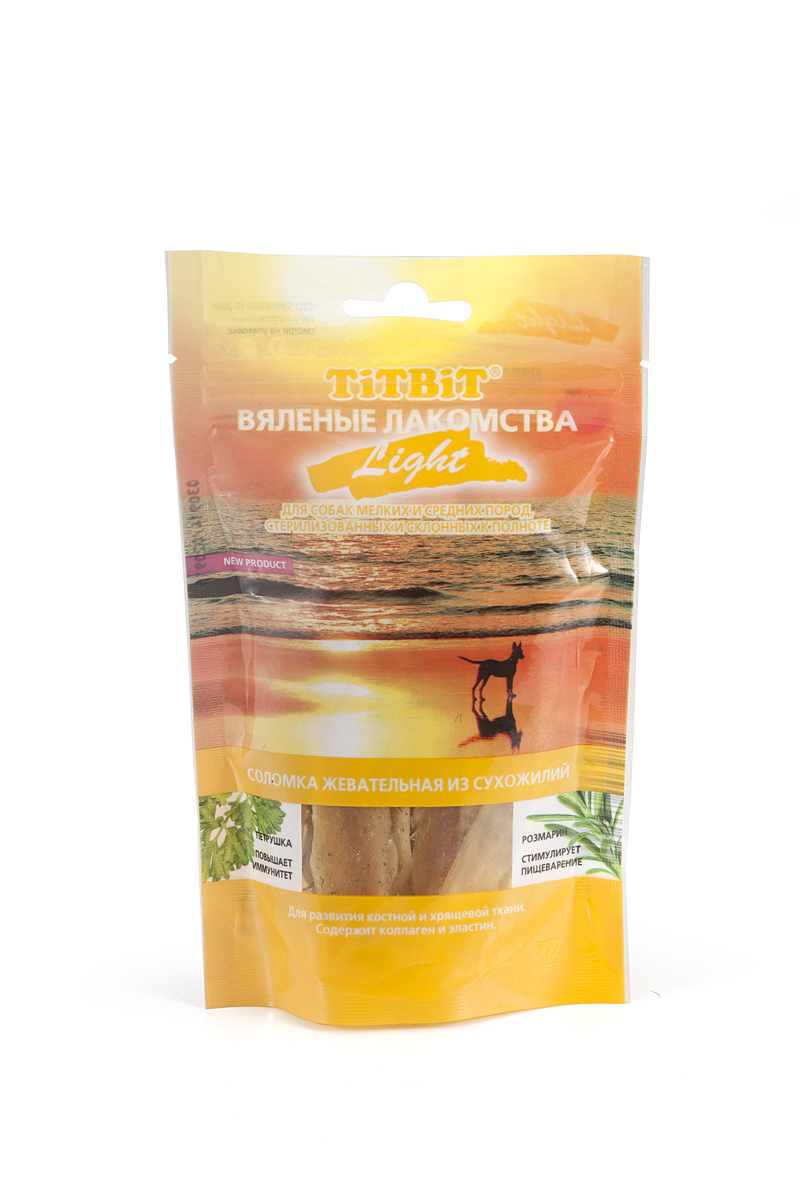 TiTBiT®
ВЯЛЕНЫЕ ЛАКОМСТВА
Light
ДЛЯ СОБАК МЕЛКИХ И СРЕДНИХ ПОРОД,
СТЕРИЛИЗОВАННЫХ И СКЛОННЫХ К ПОЛНОТЕ
NEW PRODUCT
СОЛОМКА ЖЕВАТЕЛЬНАЯ ИЗ СУХОЖИЛИЙ
ПЕТРУШКА
ПОВЫШАЕТ
ИММУНИТЕТ
РОЗМАРИН
СТИМУЛИРУЕТ
ПИЩЕВАРЕНИЕ
Для развития костной и хрящевой ткани.
Содержит коллаген и эластин.